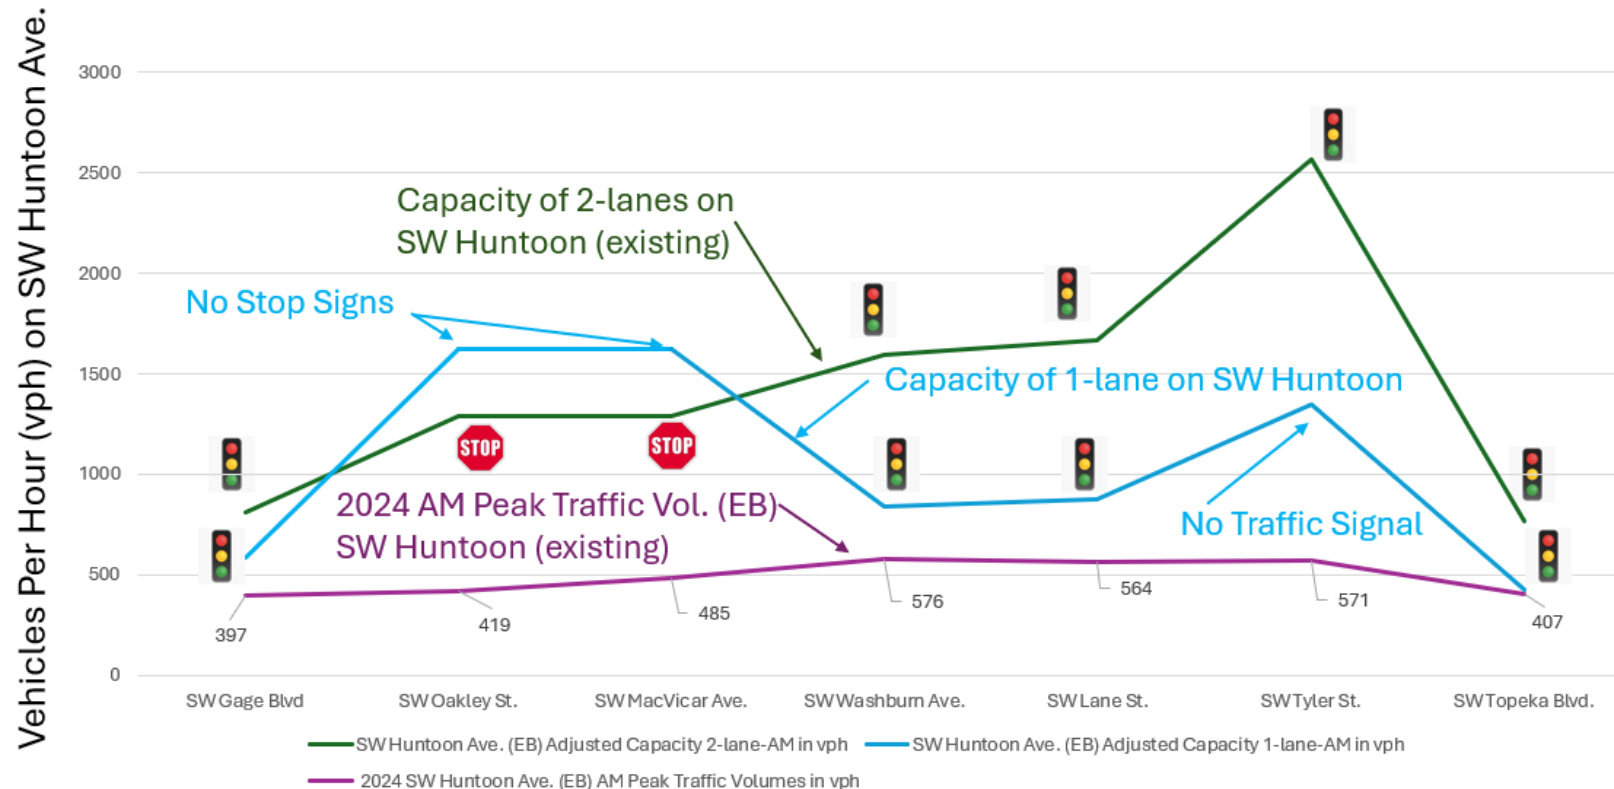 Vehicles Per Hour (vph) on SW Huntoon Ave.
3000
2500
2000
1500
1000
500
0
Capacity of 2-lanes on
SW Huntoon (existing)
No Stop Signs
Capacity of 1-lane on SW Huntoon
STOP
STOP
2024 AM Peak Traffic Vol. (EB)
SW Huntoon (existing)
No Traffic Signal
397
419
485
576
564
571
407
SW Gage Blvd
SW Oakley St.
SW MacVicar Ave.
SW Washburn Ave.
SW Lane St.
SW Tyler St.
SW Topeka Blvd.
SW Huntoon Ave. (EB) Adjusted Capacity 2-lane-AM in vph
SW Huntoon Ave. (EB) Adjusted Capacity 1-lane-AM in vph
2024 SW Huntoon Ave. (EB) AM Peak Traffic Volumes in vph